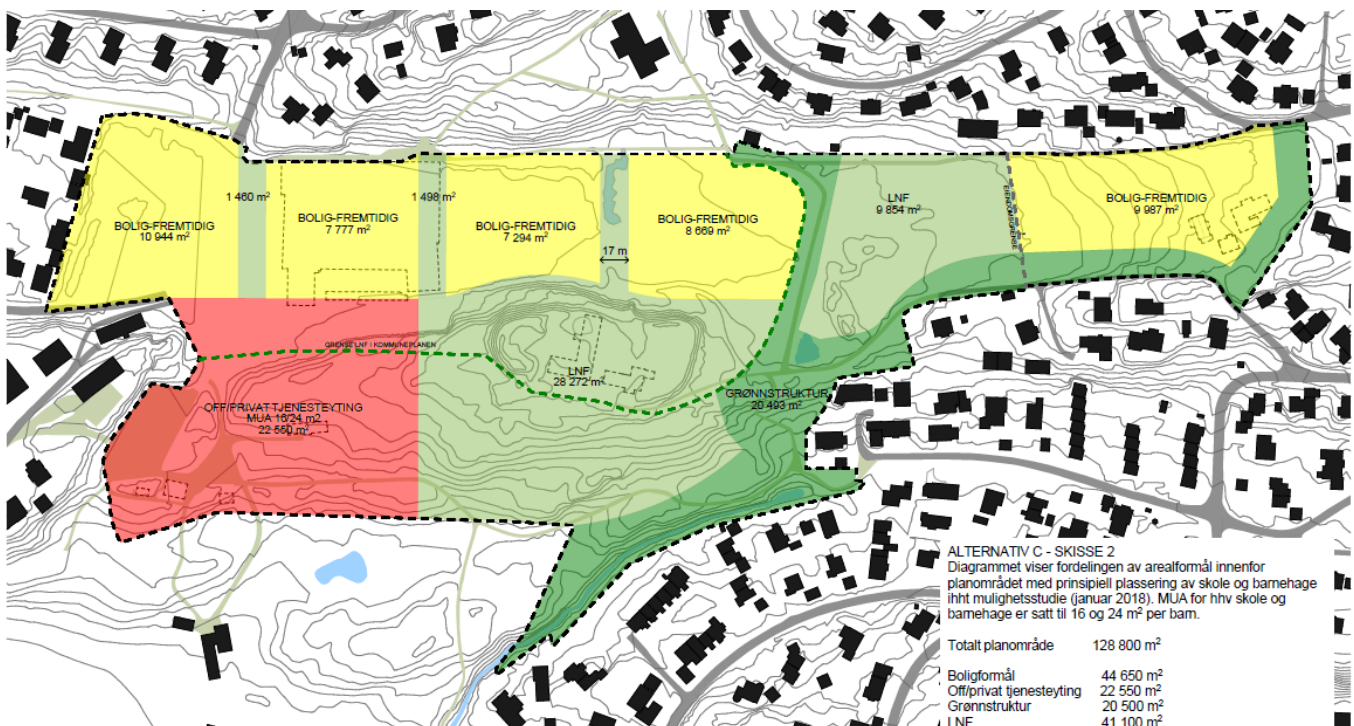 1 460 m²
1 498 m²
BOLIG-FREMTIDIG
10 944 m²
BOLIG-FREMTIDIG
7 777 m²
BOLIG-FREMTIDIG
7 294 m²
17 m
BOLIG-FREMTIDIG
8 669 m²
LNF
9 854 m²
EIENDOMSGRENSE
BOLIG-FREMTIDIG
9 987 m²
GRENSE LNF I KOMMUNEPLANEN
LNF
28 272 m²
GRØNNSTRUKTUR
20 493 m²
OFF/PRIVAT TJENESTEYTING
MUA 16/24 m²
22 550 m²
ALTERNATIV C - SKISSE 2
Diagrammet viser fordelingen av arealformål innenfor
planområdet med prinsipiell plassering av skole og barnehage
ihht mulighetsstudie (januar 2018). MUA for hhv skole og
barnehage er satt til 16 og 24 m² per barn.
Totalt planområde 128 800 m²
Boligformål 44 650 m²
Off/privat tjenesteyting 22 550 m²
Grønnstruktur 20 500 m²
LNF 41 100 m²